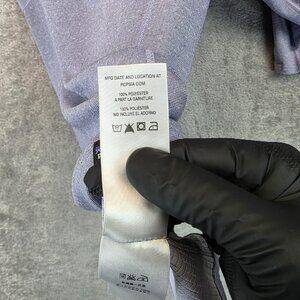 MFG DATE AND LOCATION AT
PCPSIA.COM
100% POLYESTER
A PART LA GARNITURE
100% POLIÉSTER
NO INCLUYE EL ADORNO